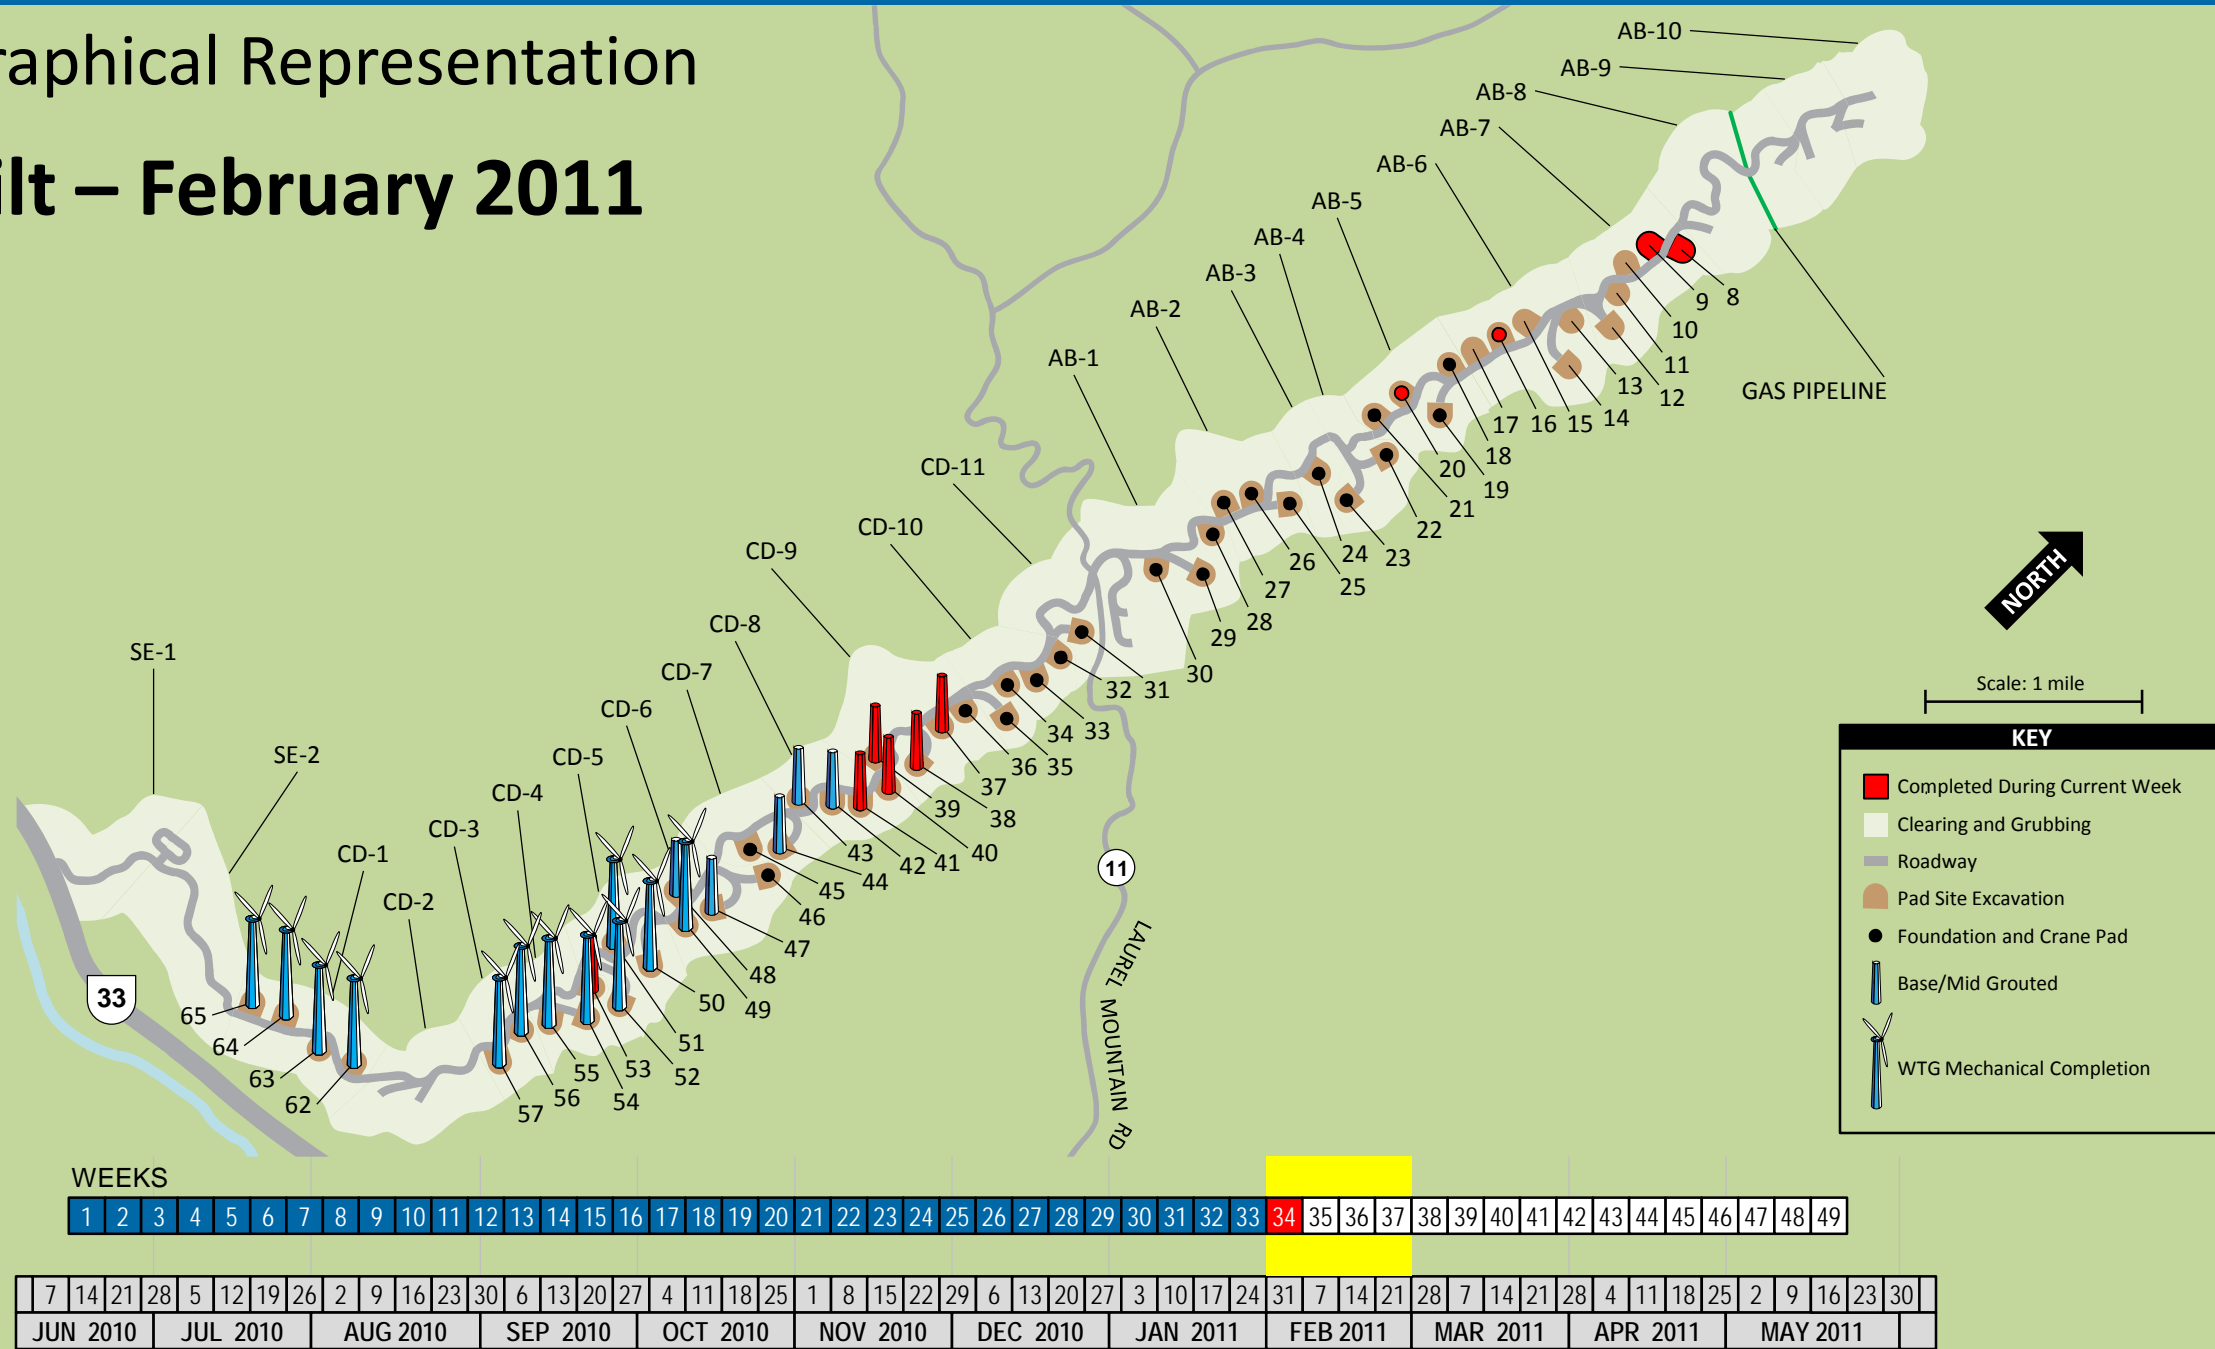 raphical Representation
ilt – February 2011
AB-10
AB-9
AB-8
AB-7
AB-6
AB-5
AB-4
AB-3
AB-2
AB-1
CD-11
CD-10
CD-9
CD-8
CD-7
CD-6
CD-5
CD-4
CD-3
CD-2
CD-1
SE-2
SE-1
8
9
10
11
12
13
14
15
16
17
18
19
20
21
22
23
24
25
26
27
28
29
30
31
32
33
34
35
36
37
38
39
40
41
42
43
44
45
46
47
48
49
50
51
52
53
54
55
56
57
62
63
64
65
GAS PIPELINE
NORTH
Scale: 1 mile
KEY
Completed During Current Week
Clearing and Grubbing
Roadway
Pad Site Excavation
Foundation and Crane Pad
Base/Mid Grouted
WTG Mechanical Completion
33
11
LAUREL MOUNTAIN RD
WEEKS
1 2 3 4 5 6 7 8 9 10 11 12 13 14 15 16 17 18 19 20 21 22 23 24 25 26 27 28 29 30 31 32 33 34 35 36 37 38 39 40 41 42 43 44 45 46 47 48 49
7 14 21 28 5 12 19 26 2 9 16 23 30 6 13 20 27 4 11 18 25 1 8 15 22 29 6 13 20 27 3 10 17 24 31 7 14 21 28 7 14 21 28 4 11 18 25 2 9 16 23 30
JUN 2010 JUL 2010 AUG 2010 SEP 2010 OCT 2010 NOV 2010 DEC 2010 JAN 2011 FEB 2011 MAR 2011 APR 2011 MAY 2011